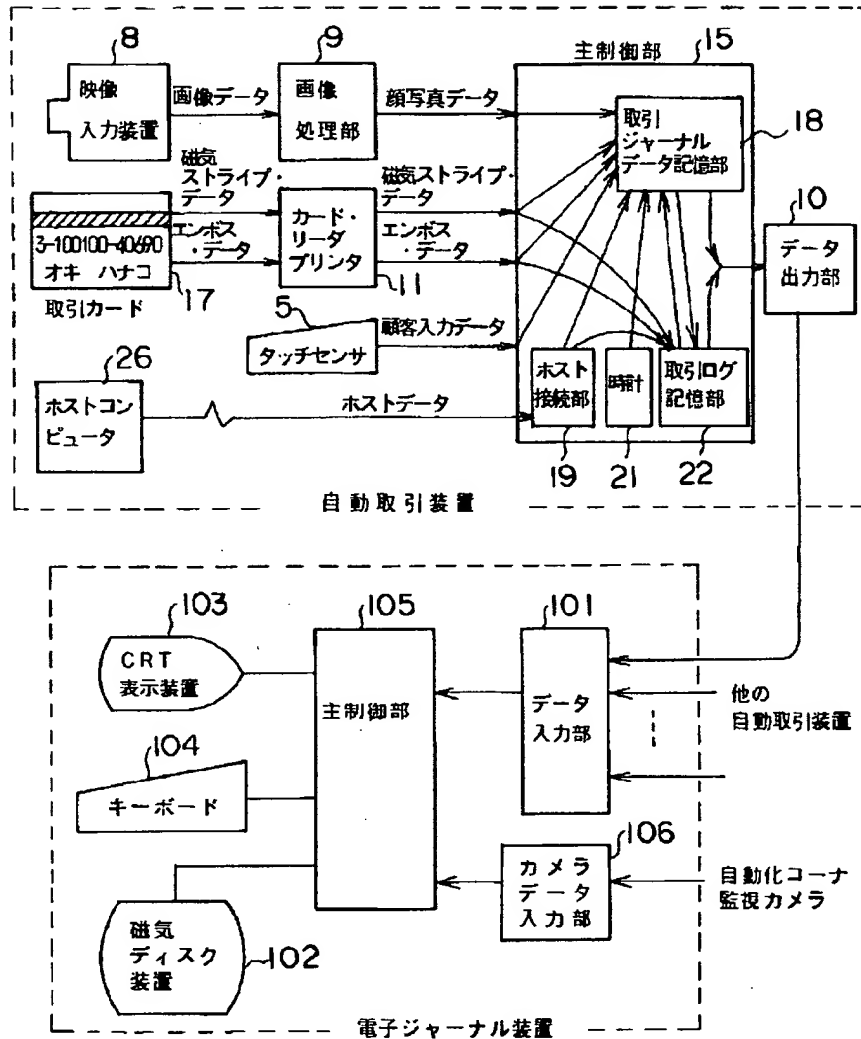 8
映像
入力装置
画像データ
9
画像
処理部
顔写真データ
15
主制御部
取引
ジャーナル
データ記憶部
18
磁気
ストライプ・
データ
エンボス
・データ
3-100100-40690
オキ ハナコ
17
取引カード
カード・
リーダ
プリンタ
11
磁気ストライプ・
データ
エンボス
・データ
10
データ
出力部
5
タッチセンサ
顧客入力データ
26
ホストコン
ピュータ
ホストデータ
ホスト
接続部
19
時計
21
取引ログ
記憶部
22
自動取引装置
103
CRT
表示装置
105
主制御部
101
データ
入力部
他の
自動取引装置
104
キーボード
106
カメラ
データ
入力部
自動化コーナ
監視カメラ
磁気
ディスク
装置
102
電子ジャーナル装置